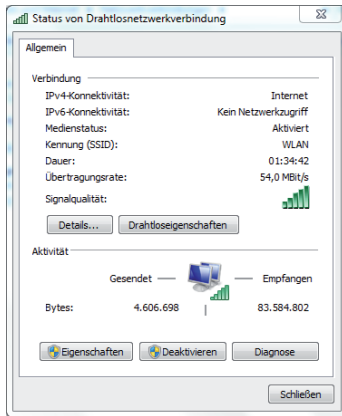 Status von Drahtlosnetzwerkverbindung
Allgemein
Verbindung
IPv4-Konnektivität: Internet
IPv6-Konnektivität: Kein Netzwerkzugriff
Medienstatus: Aktiviert
Kennung (SSID): WLAN
Dauer: 01:34:42
Übertragungsrate: 54,0 MBit/s
Signalqualität:
Details... Drahtloseigenschaften
Aktivität
Gesendet Empfangen
Bytes: 4.606.698 83.584.802
Eigenschaften Deaktivieren Diagnose
Schließen